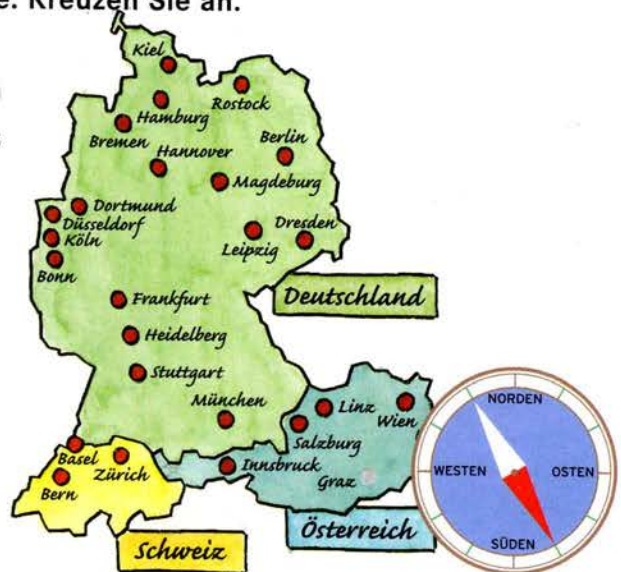 e. Kreuzen Sie an.
Kiel
Rostock
Hamburg
Bremen
Berlin
Hannover
Magdeburg
Dortmund
Düsseldorf
Köln
Dresden
Leipzig
Bonn
Frankfurt
Deutschland
Heidelberg
Stuttgart
München
Linz
Wien
Salzburg
Basel
Zürich
Innsbruck
Bern
Graz
Österreich
Schweiz
NORDEN
WESTEN
OSTEN
SÜDEN